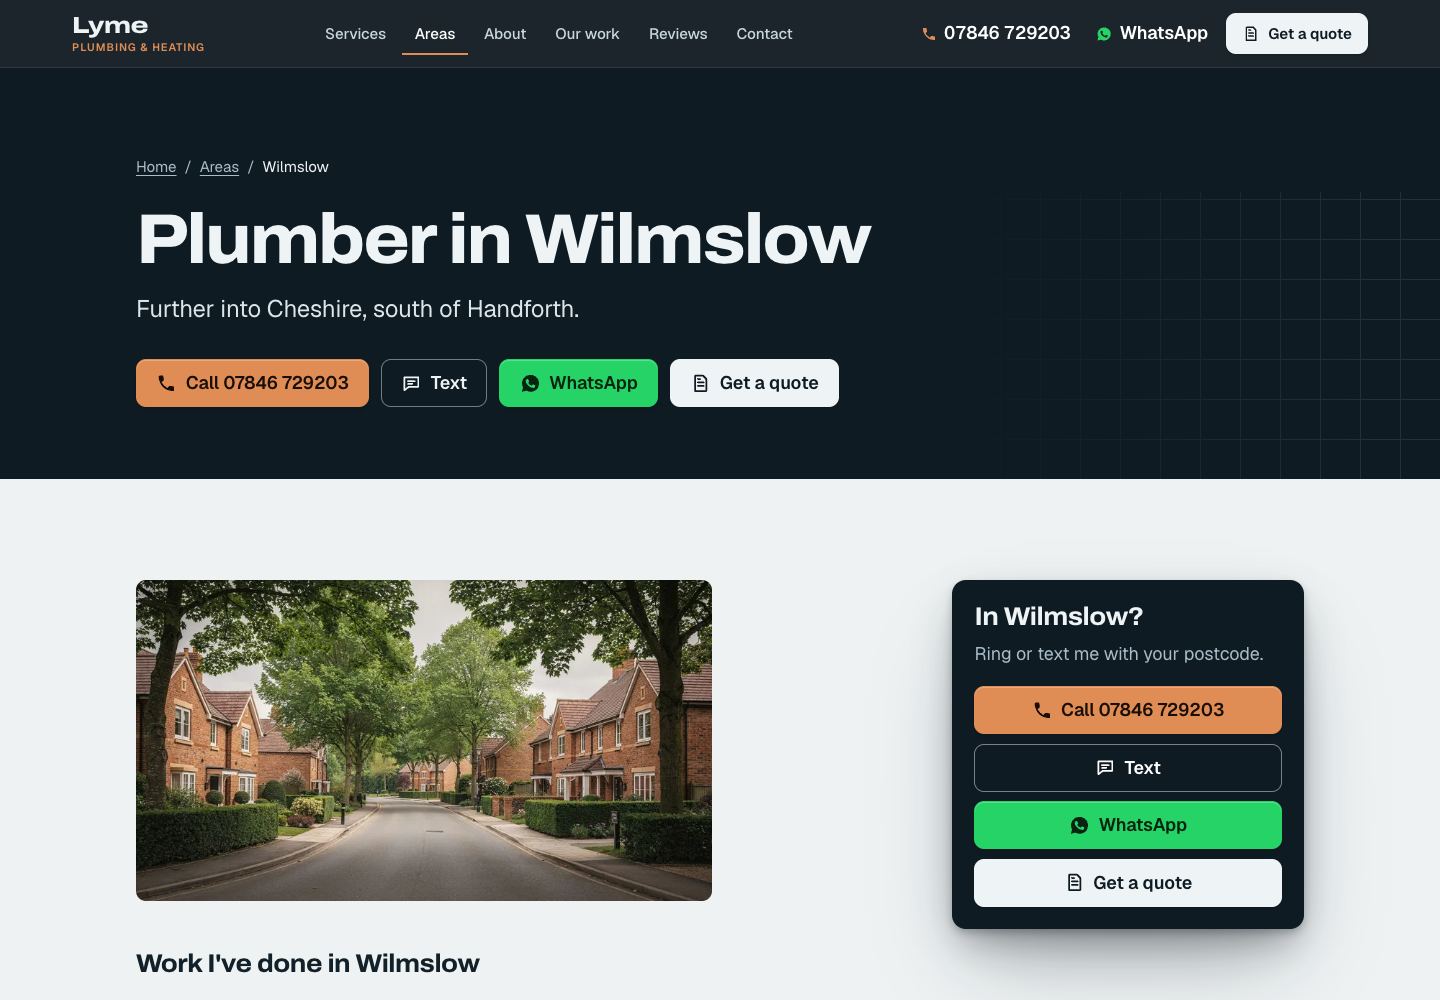 Lyme
PLUMBING & HEATING
Services
Areas
About
Our work
Reviews
Contact
07846 729203
WhatsApp
Get a quote
Home / Areas / Wilmslow
Plumber in Wilmslow
Further into Cheshire, south of Handforth.
Call 07846 729203
Text
WhatsApp
Get a quote
In Wilmslow?
Ring or text me with your postcode.
Call 07846 729203
Text
WhatsApp
Get a quote
Work I've done in Wilmslow